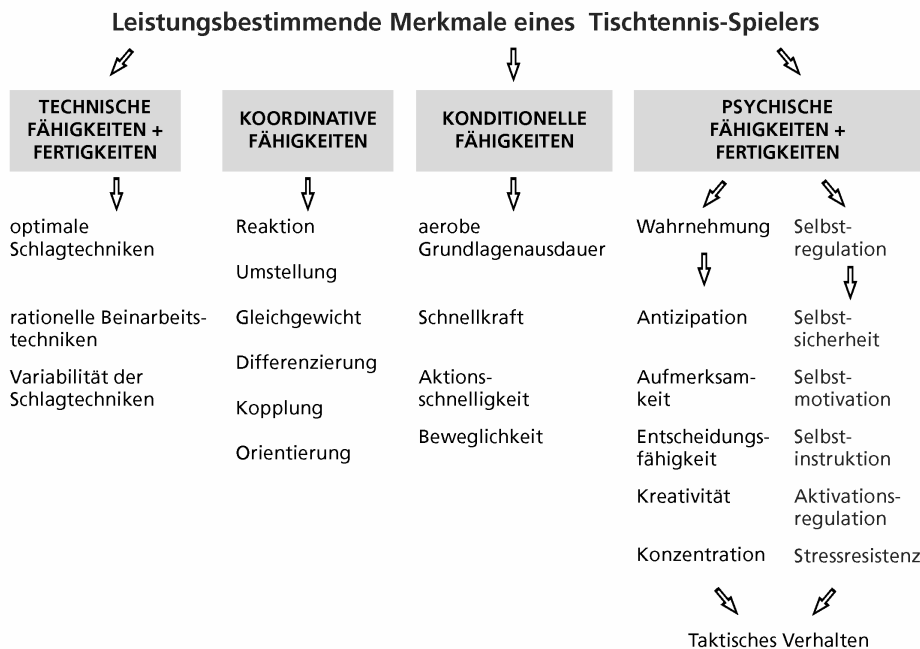 Leistungsbestimmende Merkmale eines Tischtennis-Spielers
TECHNISCHE
FÄHIGKEITEN +
FERTIGKEITEN
optimale
Schlagtechniken
rationelle Beinarbeits-
techniken
Variabilität der
Schlagtechniken
KOORDINATIVE
FÄHIGKEITEN
Reaktion
Umstellung
Gleichgewicht
Differenzierung
Kopplung
Orientierung
KONDITIONELLE
FÄHIGKEITEN
aerobe
Grundlagenausdauer
Schnellkraft
Aktions-
schnelligkeit
Beweglichkeit
PSYCHISCHE
FÄHIGKEITEN +
FERTIGKEITEN
Wahrnehmung
Antizipation
Aufmerksam-
keit
Entscheidungs-
fähigkeit
Kreativität
Konzentration
Selbst-
regulation
Selbst-
sicherheit
Selbst-
motivation
Selbst-
instruktion
Aktivations-
regulation
Stressresistenz
Taktisches Verhalten